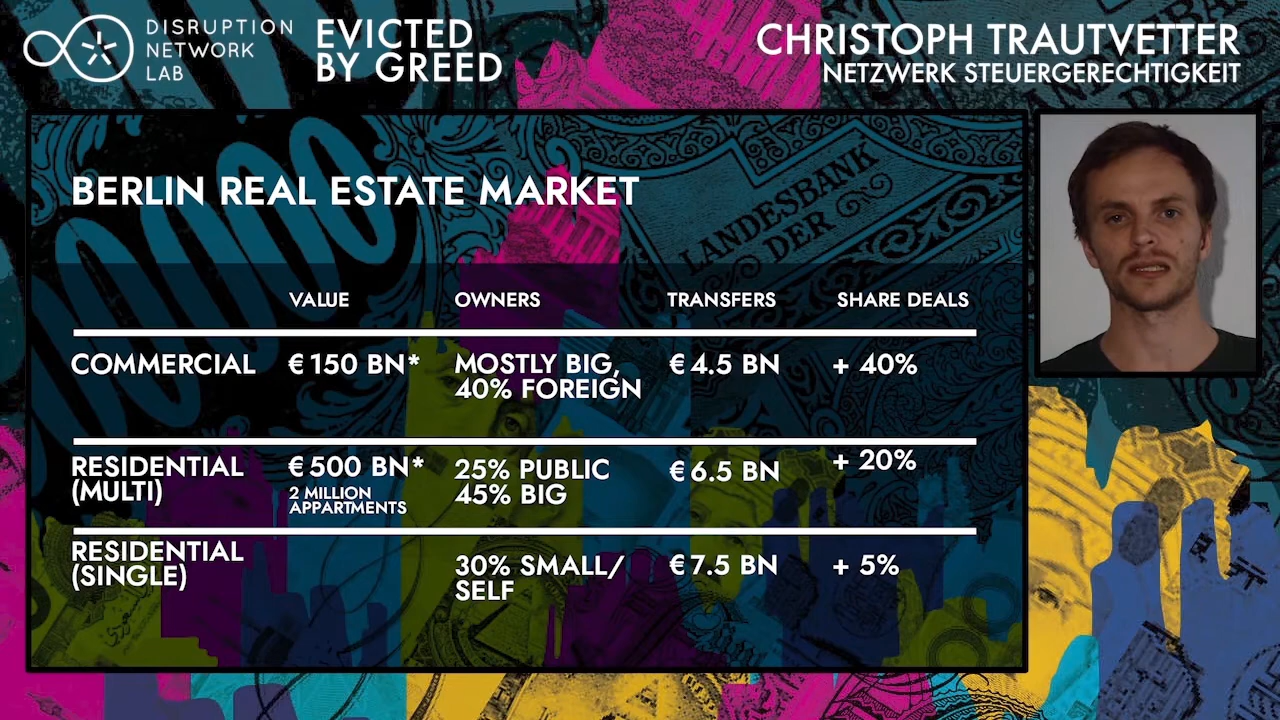 DISRUPTION
NETWORK
LAB
EVICTED
BY GREED
CHRISTOPH TRAUTVETTER
NETZWERK STEUERGERECHTIGKEIT
LANDESBANK
DER
BERLIN REAL ESTATE MARKET
VALUE OWNERS TRANSFERS SHARE DEALS
COMMERCIAL € 150 BN* MOSTLY BIG, € 4.5 BN + 40%
40% FOREIGN
RESIDENTIAL € 500 BN* 25% PUBLIC € 6.5 BN + 20%
(MULTI) 2 MILLION 45% BIG
APPARTMENTS
RESIDENTIAL
(SINGLE) 30% SMALL/ € 7.5 BN + 5%
SELF